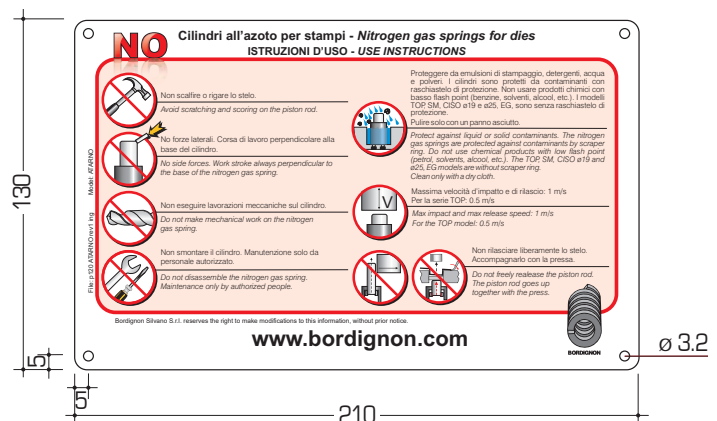 NO
Cilindri all'azoto per stampi - Nitrogen gas springs for dies
ISTRUZIONI D'USO - USE INSTRUCTIONS
Non scalfire o rigare lo stelo.
Avoid scratching and scoring on the piston rod.
No forze laterali. Corsa di lavoro perpendicolare alla
base del cilindro.
No side forces. Work stroke always perpendicular to
the base of the nitrogen gas spring.
Non eseguire lavorazioni meccaniche sul cilindro.
Do not make mechanical work on the nitrogen
gas spring.
Non smontare il cilindro. Manutenzione solo da
personale autorizzato.
Do not disassemble the nitrogen gas spring.
Maintenance only by authorized people.
Proteggere da emulsioni di stampaggio, detergenti, acqua
e polveri. I cilindri sono protetti da contaminanti con
raschiastelo di protezione. Non usare prodotti chimici con
basso flash point (benzine, solventi, alcool, etc.). I modelli
TOP, SM, CISO ø19 e ø25, EG, sono senza raschiastelo di
protezione.
Pulire solo con un panno asciutto.
Protect against liquid or solid contaminants. The nitrogen
gas springs are protected against contaminants by scraper
ring. Do not use chemical products with low flash point
(petrol, solvents, alcool, etc.). The TOP, SM, CISO ø19 and
ø25, EG models are without scraper ring.
Clean only with a dry cloth.
V
Massima velocità d'impatto e di rilascio: 1 m/s
Per la serie TOP: 0.5 m/s
Max impact and max release speed: 1 m/s
For the TOP model: 0.5 m/s
Non rilasciare liberamente lo stelo.
Accompagnarlo con la pressa.
Do not freely realease the piston rod.
The piston rod goes up
together with the press.
Bordignon Silvano S.r.l. reserves the right to make modifications to this information, without prior notice.
www.bordignon.com
BORDIGNON
Model: ATARNO
File: p120 ATARNO rev1 ing
130
5
5
210
ø 3.2